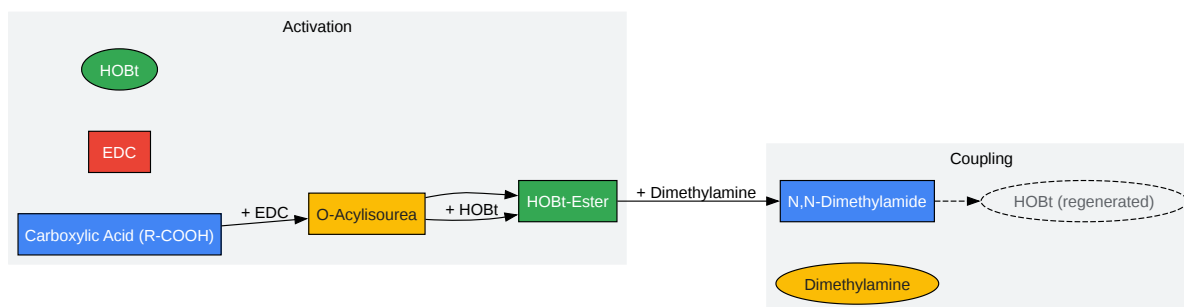 Activation
HOBt
EDC
Carboxylic Acid (R-COOH)
+ EDC
O-Acylisourea
+ HOBt
HOBt-Ester
+ Dimethylamine
Coupling
N,N-Dimethylamide
HOBt (regenerated)
Dimethylamine